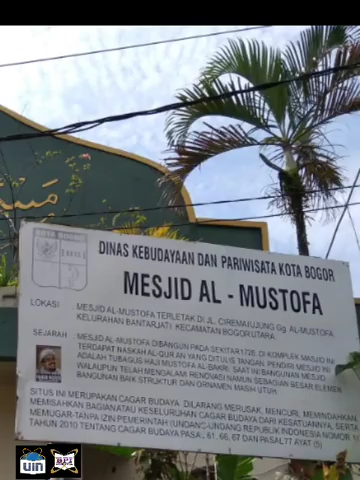 DINAS KEBUDAYAAN DAN PARIWISATA KOTA BOGOR
MESJID AL - MUSTOFA
LOKASI MESJID AL-MUSTOFA TERLETAK DI JL. CIREMAI UJUNG Gg. AL-MUSTOFA
KELURAHAN BANTARJATI KECAMATAN BOGOR UTARA
SEJARAH MESJID AL-MUSTOFA DIBANGUN PADA SEKITAR 1728. DI KOMPLEK MASJID INI
TERDAPAT NASKAH AL-QUR'AN YANG DITULIS TANGAN, PENDIRI MESJID INI
ADALAH TUBAGUS HAJI MUSTOFA AL- BAKRI. SAAT INI BANGUNAN MESJID
WALAUPUN TELAH MENGALAMI RENOVASI NAMUN SEBAGIAN BESAR ELEMEN
BANGUNAN BAIK STRUKTUR DAN ORNAMEN MASIH UTUH.
SITUS INI MERUPAKAN CAGAR BUDAYA. DILARANG MERUSAK, MENCURI, MEMINDAHKAN,
MEMISAHKAN BAGIAN ATAU KESELURUHAN CAGAR BUDAYA DARI KESATUANNYA, SERTA
MEMUGAR TANPA IZIN PEMERINTAH (UNDANG-UNDANG REPUBLIK INDONESIA NOMOR 11
TAHUN 2010 TENTANG CAGAR BUDAYA PASAL; 61, 66, 67 DAN PASAL 77 AYAT (5)
UIN BPI